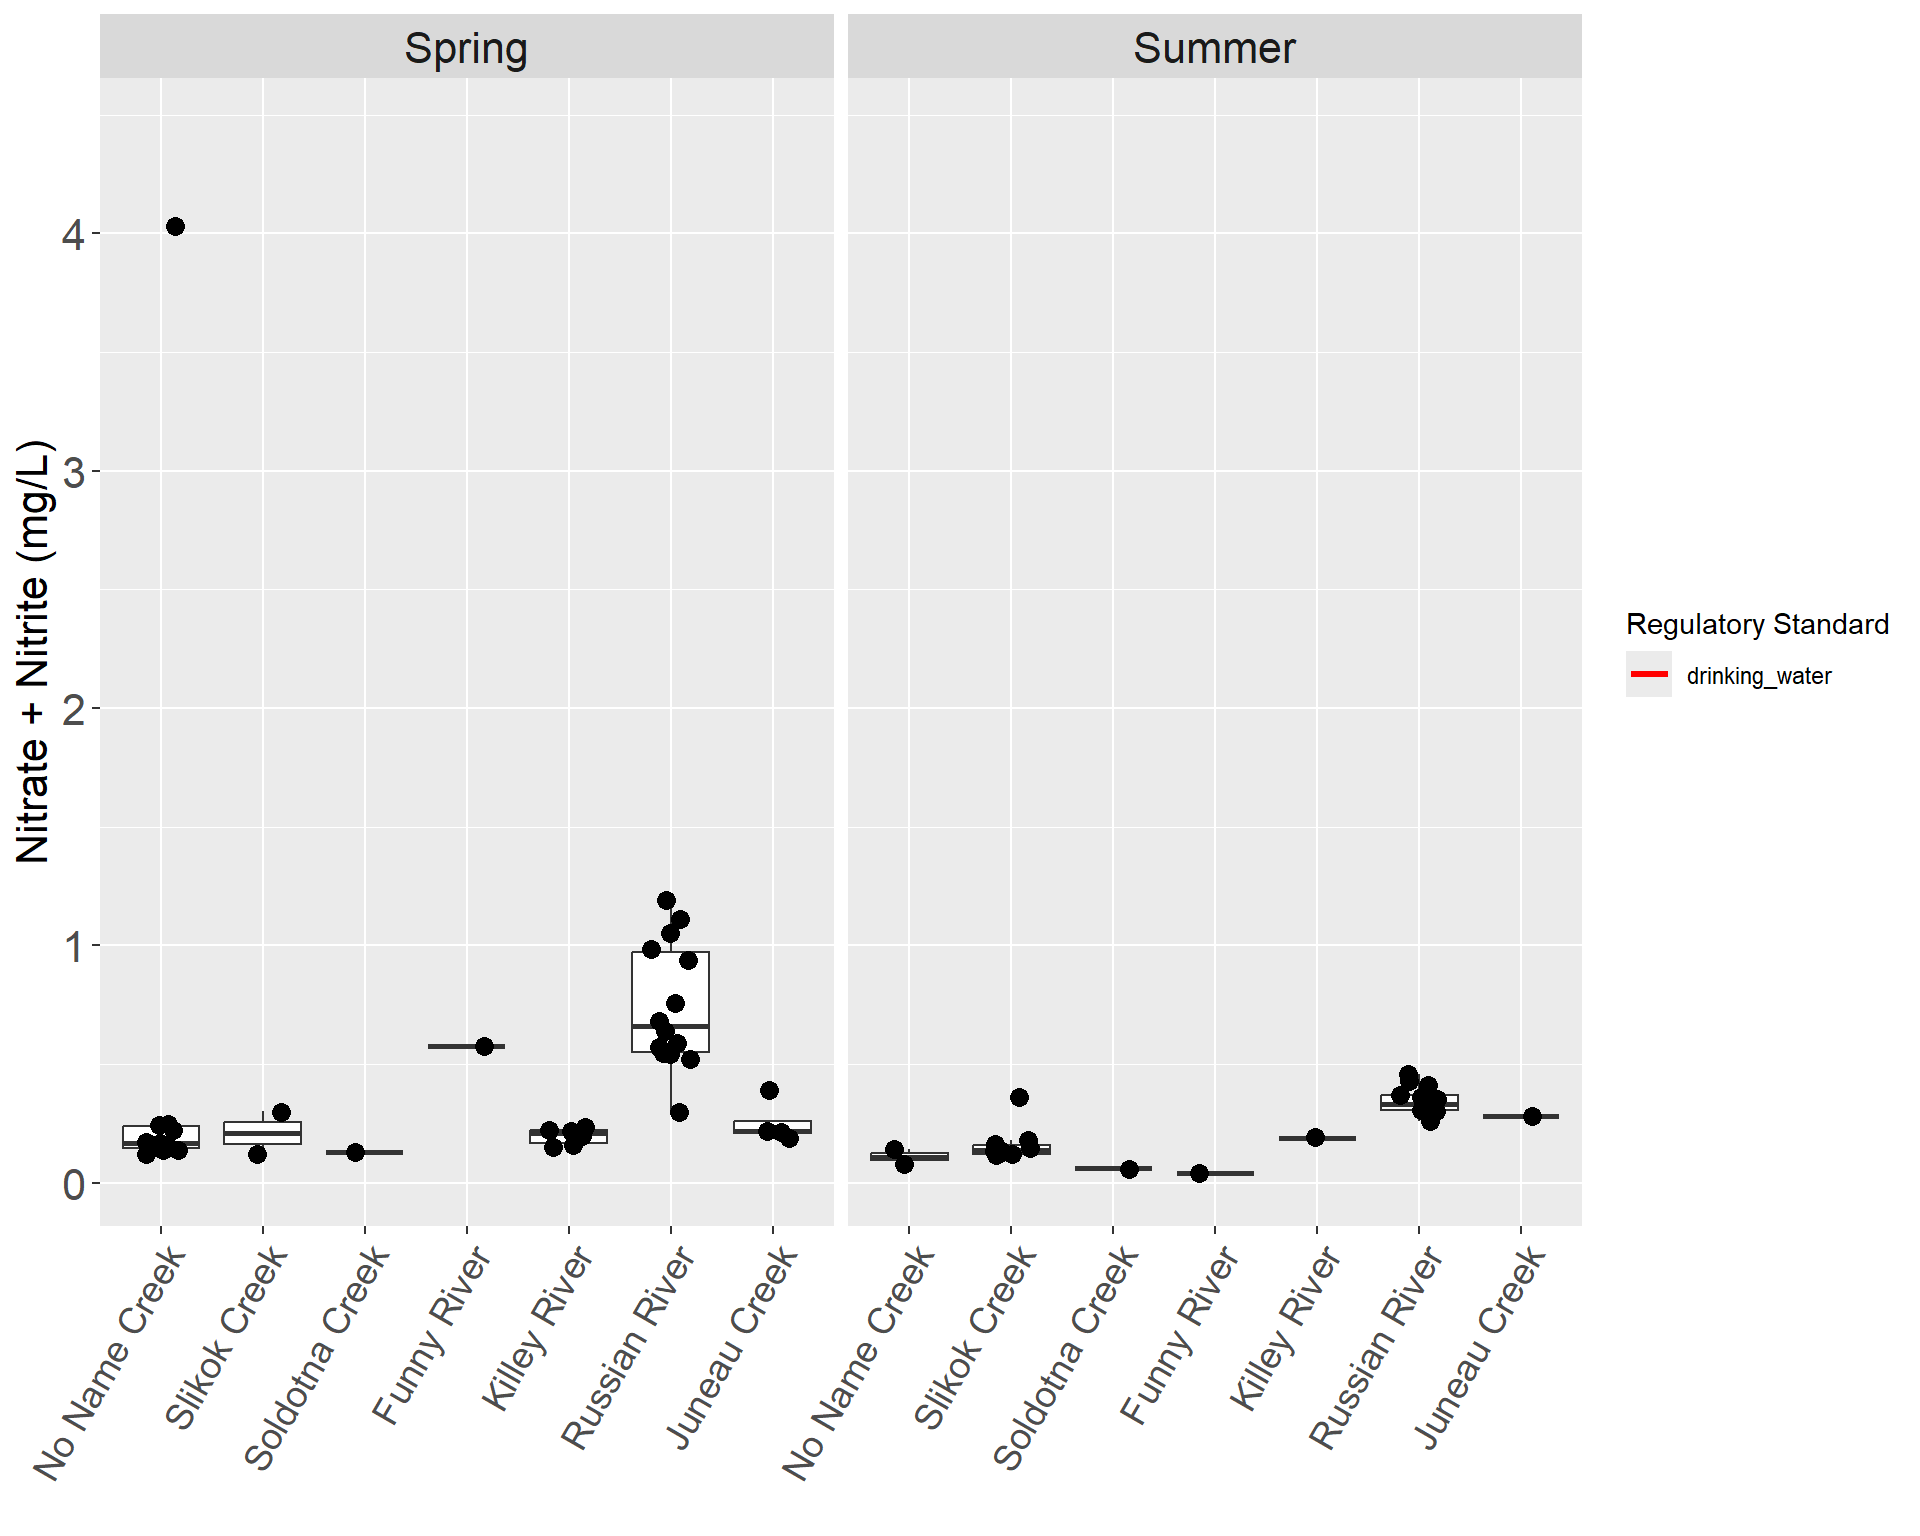 Spring
Summer
Nitrate + Nitrite (mg/L)
4
3
2
1
0
No Name Creek
Slikok Creek
Soldotna Creek
Funny River
Killey River
Russian River
Juneau Creek
No Name Creek
Slikok Creek
Soldotna Creek
Funny River
Killey River
Russian River
Juneau Creek
Regulatory Standard
drinking_water